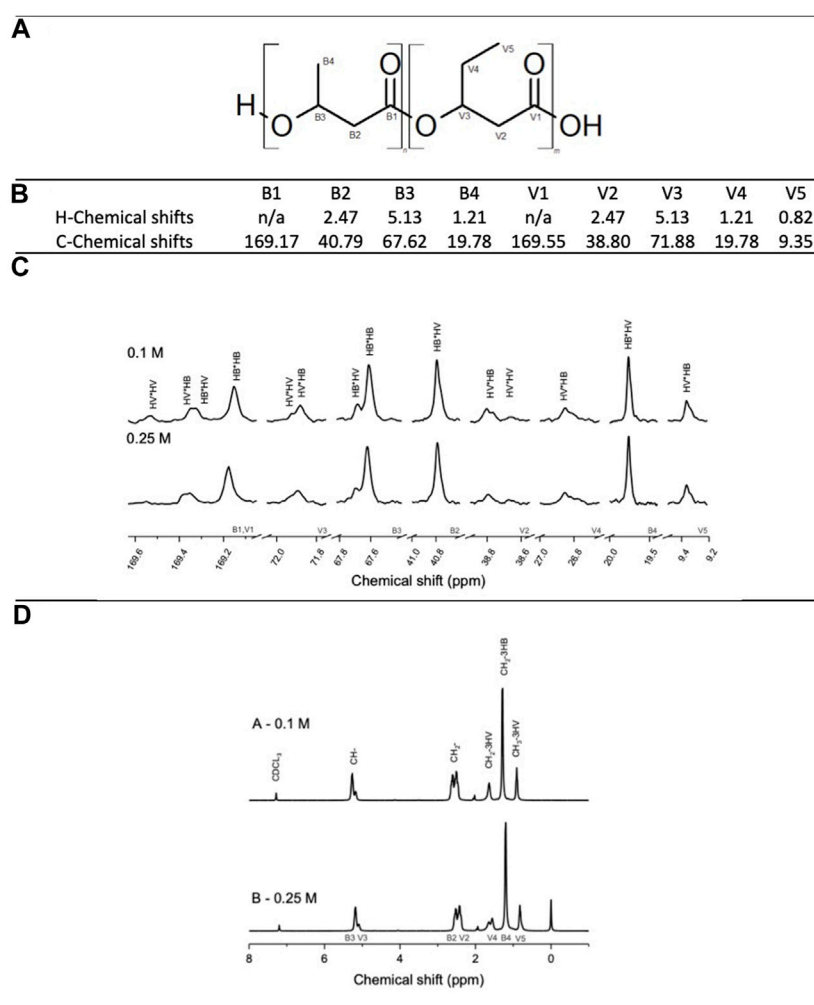 A
B4
O
V5
V4
O
H
O
B3
B2
B1
n
O
V3
V2
V1
OH
m
B
B1 B2 B3 B4 V1 V2 V3 V4 V5
H-Chemical shifts n/a 2.47 5.13 1.21 n/a 2.47 5.13 1.21 0.82
C-Chemical shifts 169.17 40.79 67.62 19.78 169.55 38.80 71.88 19.78 9.35
C
0.1 M
HV*HV HV*HB HB*HV HB*HB HV*HV HV*HB HB*HV HB*HB HB*HV HV*HB HV*HV HV*HB HB*HV HV*HB
0.25 M
B1,V1 V3 B3 B2 V2 V4 B4 V5
169.6 169.4 169.2 72.0 71.8 67.8 67.6 41.0 40.8 38.8 38.6 27.0 26.8 20.0 19.5 9.4 9.2
Chemical shift (ppm)
D
A - 0.1 M
CDCL3 CH- CH2- CH2-3HV CH2-3HB CH3-3HV
B - 0.25 M
B3 V3 B2 V2 V4 B4 V5
8 6 4 2 0
Chemical shift (ppm)